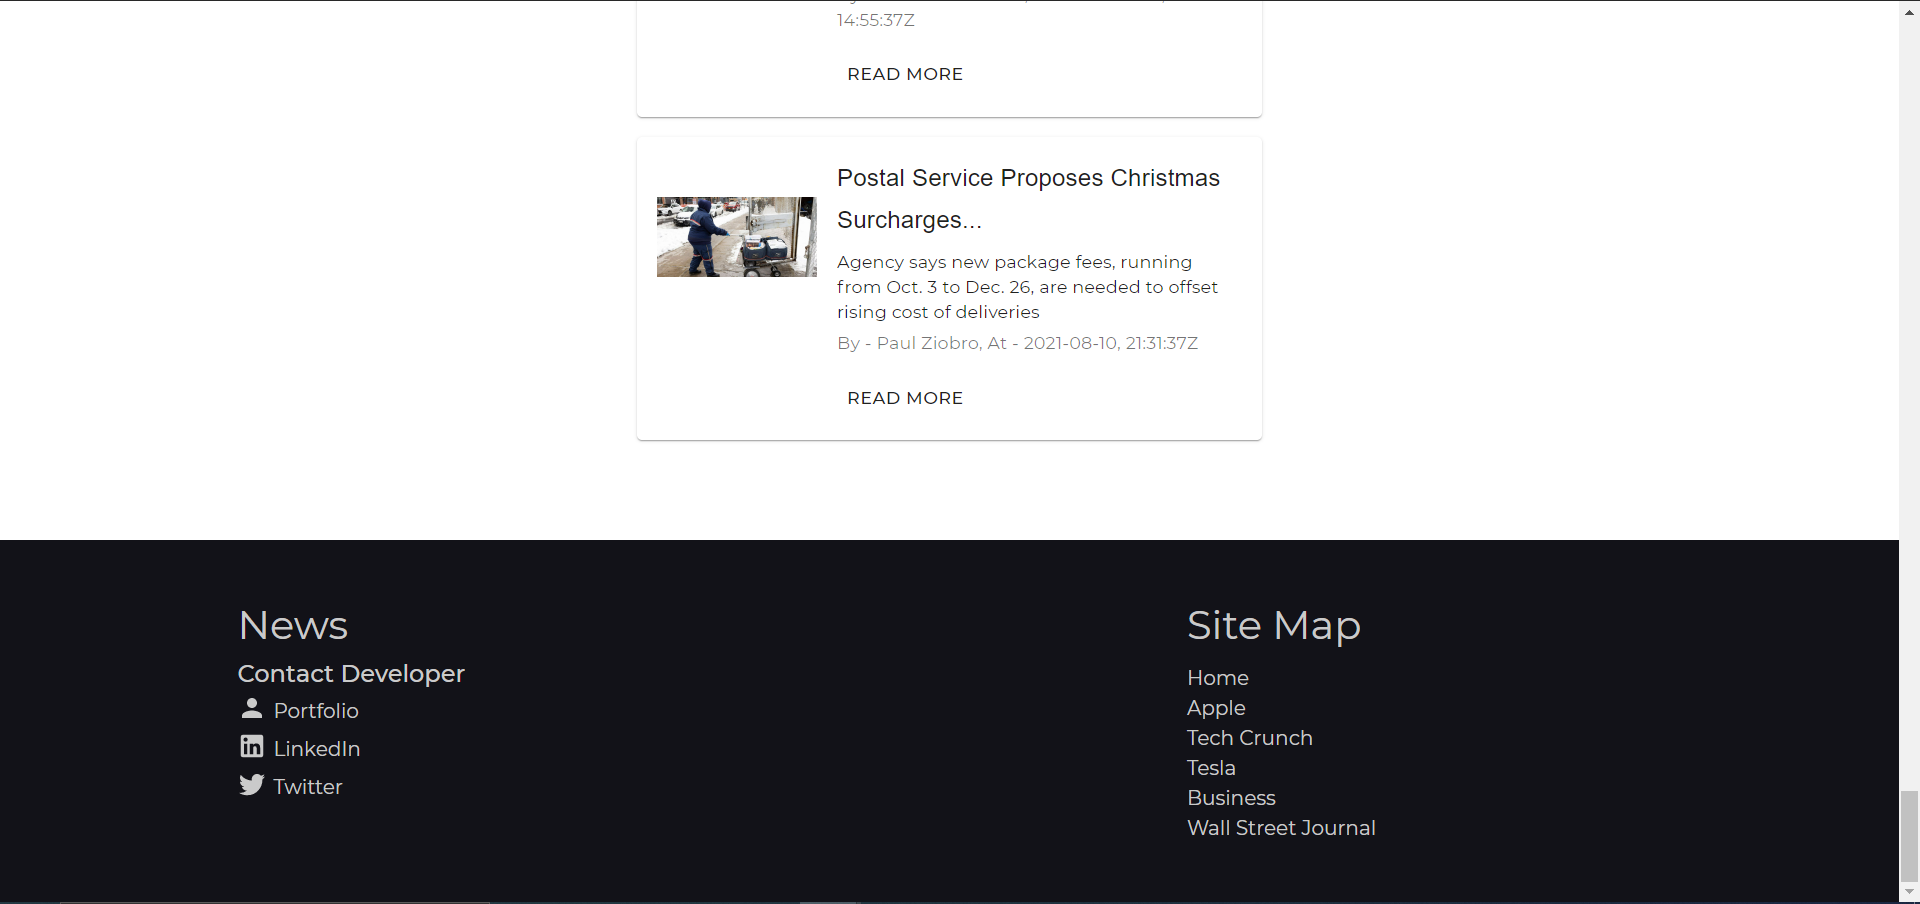 14:55:37Z
READ MORE
Postal Service Proposes Christmas
Surcharges...
Agency says new package fees, running
from Oct. 3 to Dec. 26, are needed to offset
rising cost of deliveries
By - Paul Ziobro, At - 2021-08-10, 21:31:37Z
READ MORE
News
Contact Developer
Portfolio
LinkedIn
Twitter
Site Map
Home
Apple
Tech Crunch
Tesla
Business
Wall Street Journal